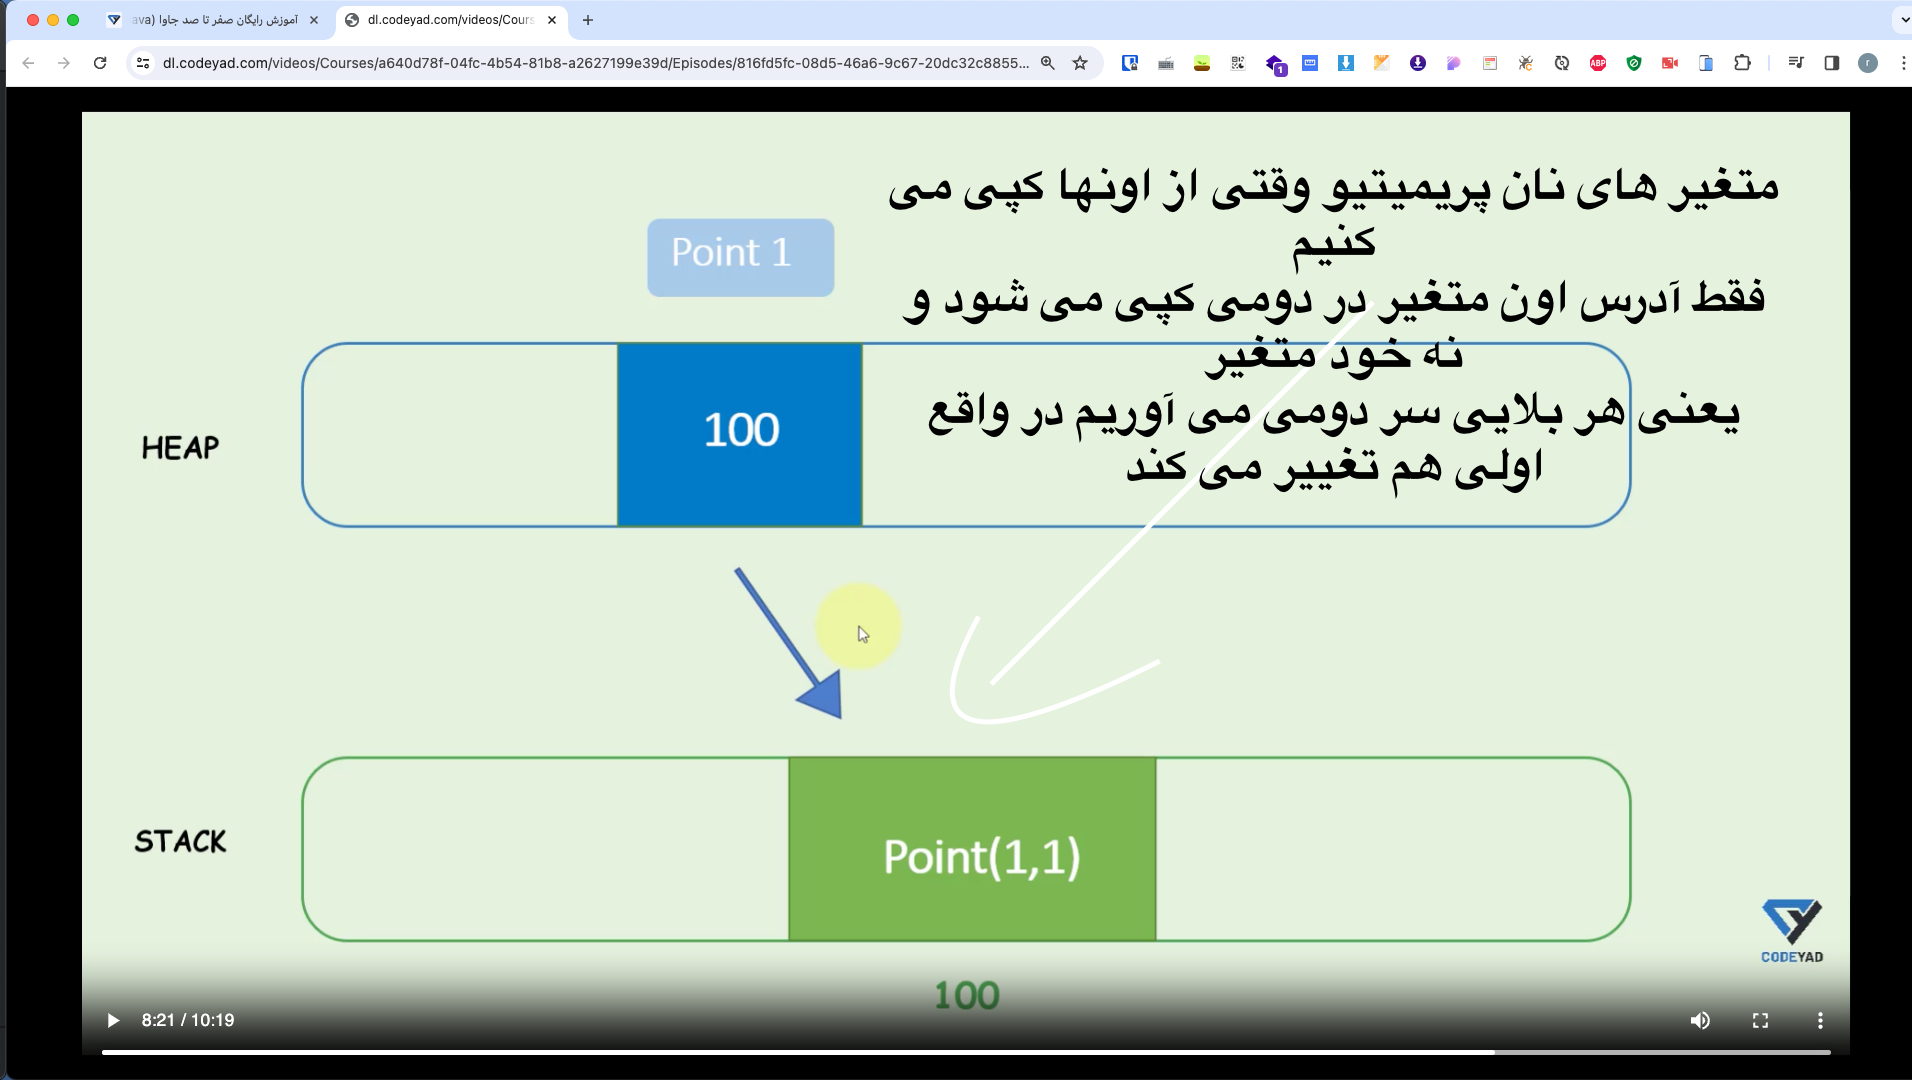 آموزش رایگان صفر تا صد جاوا (ava
dl.codeyad.com/videos/Cours
dl.codeyad.com/videos/Courses/a640d78f-04fc-4b54-81b8-a2627199e39d/Episodes/816fd5fc-08d5-46a6-9c67-20dc32c8855...
1
ABP
r
متغیر های نان پریمیتیو وقتی از اونها کپی می
کنیم
فقط آدرس اون متغیر در دومی کپی می شود و
نه خود متغیر
یعنی هر بلایی سر دومی می آوریم در واقع
اولی هم تغییر می کند
Point 1
HEAP
100
STACK
Point(1,1)
CODEYAD
100
8:21 / 10:19